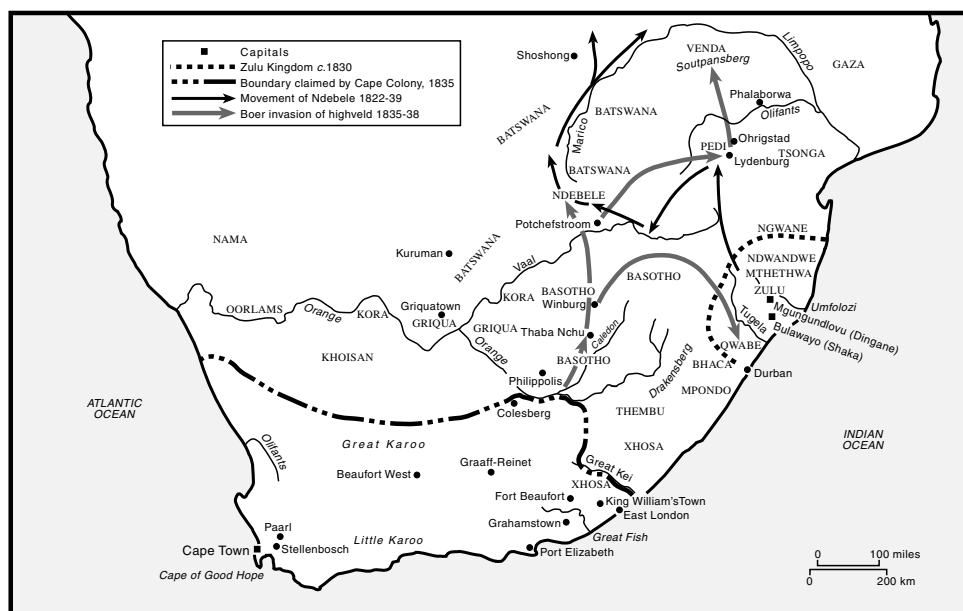 Capitals
Zulu Kingdom c.1830
Boundary claimed by Cape Colony, 1835
Movement of Ndebele 1822-39
Boer invasion of highveld 1835-38
Shoshong
VENDA
Soutpansberg
Limpopo
GAZA
Phalaborwa
Olifants
BATSWANA
BATSWANA
Marico
Ohrigstad
PEDI
TSONGA
Lydenburg
BATSWANA
NDEBELE
Potchefstroom
NGWANE
NAMA
Kuruman
BATSWANA
Vaal
NDWANDWE
MTHETHWA
BASOTHO
ZULU
OORLAMS
Orange
KORA
Griquatown
GRIQUA
KORA
BASOTHO
Winburg
Umfolozi
Mgungundlovu (Dingane)
Tugela
Bulawayo (Shaka)
GRIQUA
Thaba Nchu
Caledon
QWABE
KHOISAN
Orange
BASOTHO
Drakensberg
BHACA
Philippolis
Durban
MPONDO
ATLANTIC
OCEAN
Colesberg
THEMBU
INDIAN
OCEAN
Olifants
Great Karoo
XHOSA
Beaufort West
Graaff-Reinet
Great Kei
XHOSA
Fort Beaufort
King William'sTown
East London
Paarl
Grahamstown
Great Fish
Cape Town
Stellenbosch
Little Karoo
Port Elizabeth
Cape of Good Hope
0 100 miles
0 200 km